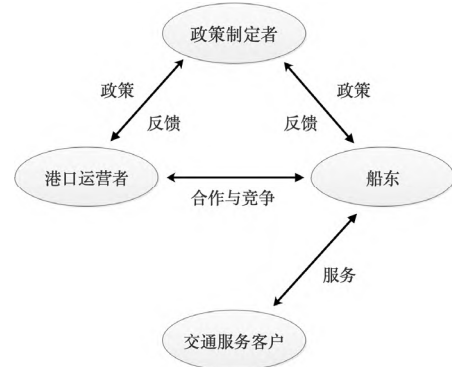 政策制定者
政策
政策
反馈
反馈
港口运营者
船东
合作与竞争
服务
交通服务客户